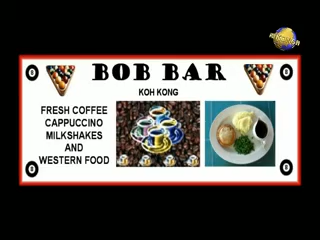 BOB BAR
KOH KONG
FRESH COFFEE
CAPPUCCINO
MILKSHAKES
AND
WESTERN FOOD